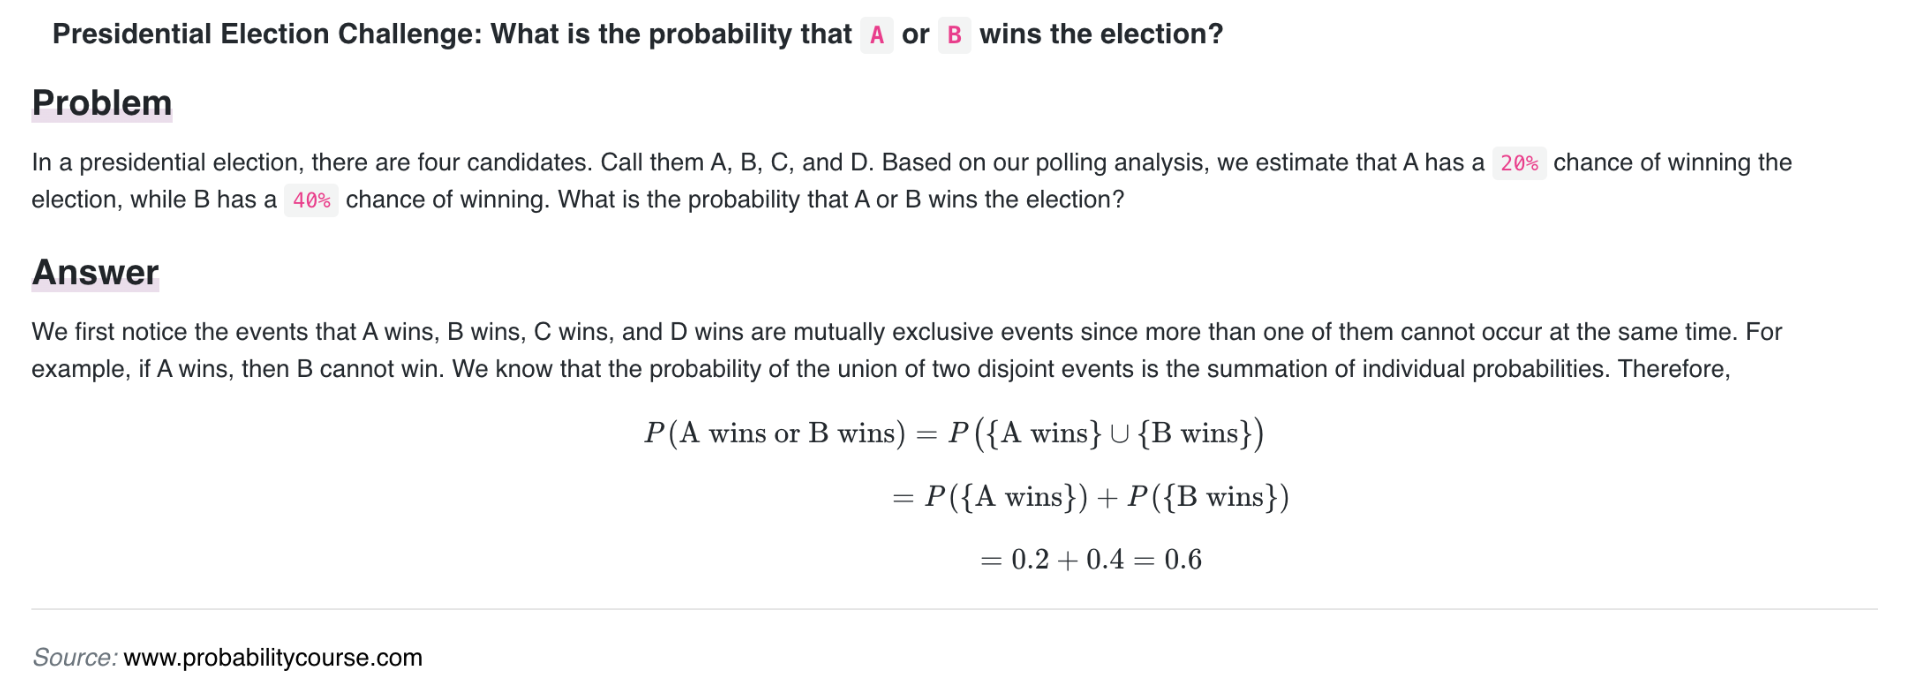 Presidential Election Challenge: What is the probability that A or B wins the election?
Problem
In a presidential election, there are four candidates. Call them A, B, C, and D. Based on our polling analysis, we estimate that A has a 20% chance of winning the
election, while B has a 40% chance of winning. What is the probability that A or B wins the election?
Answer
We first notice the events that A wins, B wins, C wins, and D wins are mutually exclusive events since more than one of them cannot occur at the same time. For
example, if A wins, then B cannot win. We know that the probability of the union of two disjoint events is the summation of individual probabilities. Therefore,
P(A wins or B wins) = P({A wins} ∪ {B wins})
= P({A wins}) + P({B wins})
= 0.2 + 0.4 = 0.6
Source: www.probabilitycourse.com